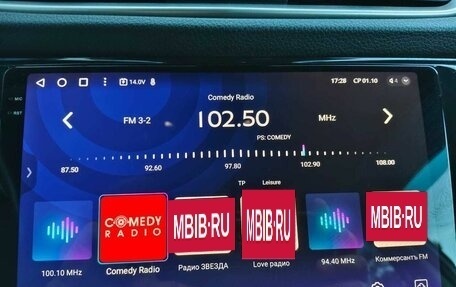 14.0V
17:28 СР 01.10 4
MIC
RST
Comedy Radio
FM 3-2 102.50 MHz
PS: COMEDY
87.50 92.60 97.80 102.90 108.00
TP Leisure
COMEDY
RADIO
MBIB.RU
MBIB.RU
MBIB.RU
100.10 MHz
Comedy Radio
Радио ЗВЕЗДА
Love радио
94.40 MHz
Коммерсантъ FM